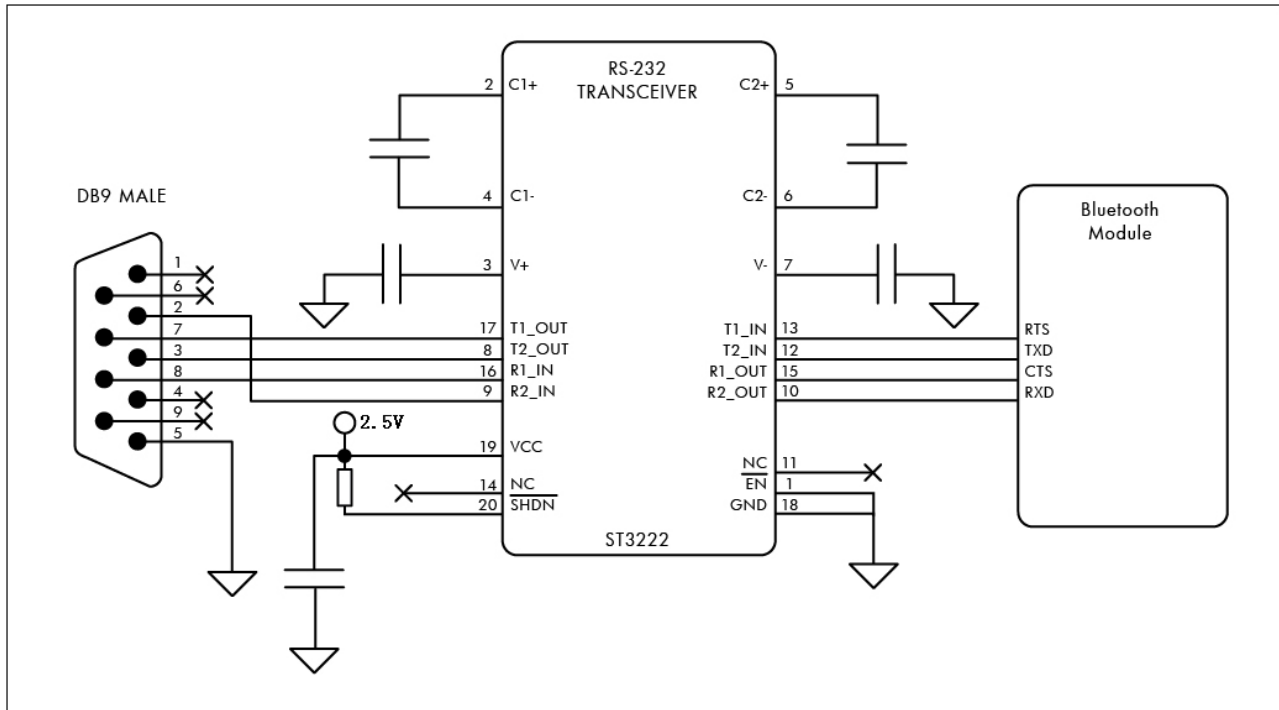 RS-232
TRANSCEIVER
2 C1+
C2+ 5
4 C1-
C2- 6
DB9 MALE
Bluetooth
Module
3 V+
V- 7
1
6
2
7
3
8
4
9
5
17 T1_OUT
8 T2_OUT
16 R1_IN
9 R2_IN
T1_IN 13
T2_IN 12
R1_OUT 15
R2_OUT 10
RTS
TXD
CTS
RXD
2.5V
19 VCC
14 NC
20 SHDN
NC 11
EN 1
GND 18
ST3222